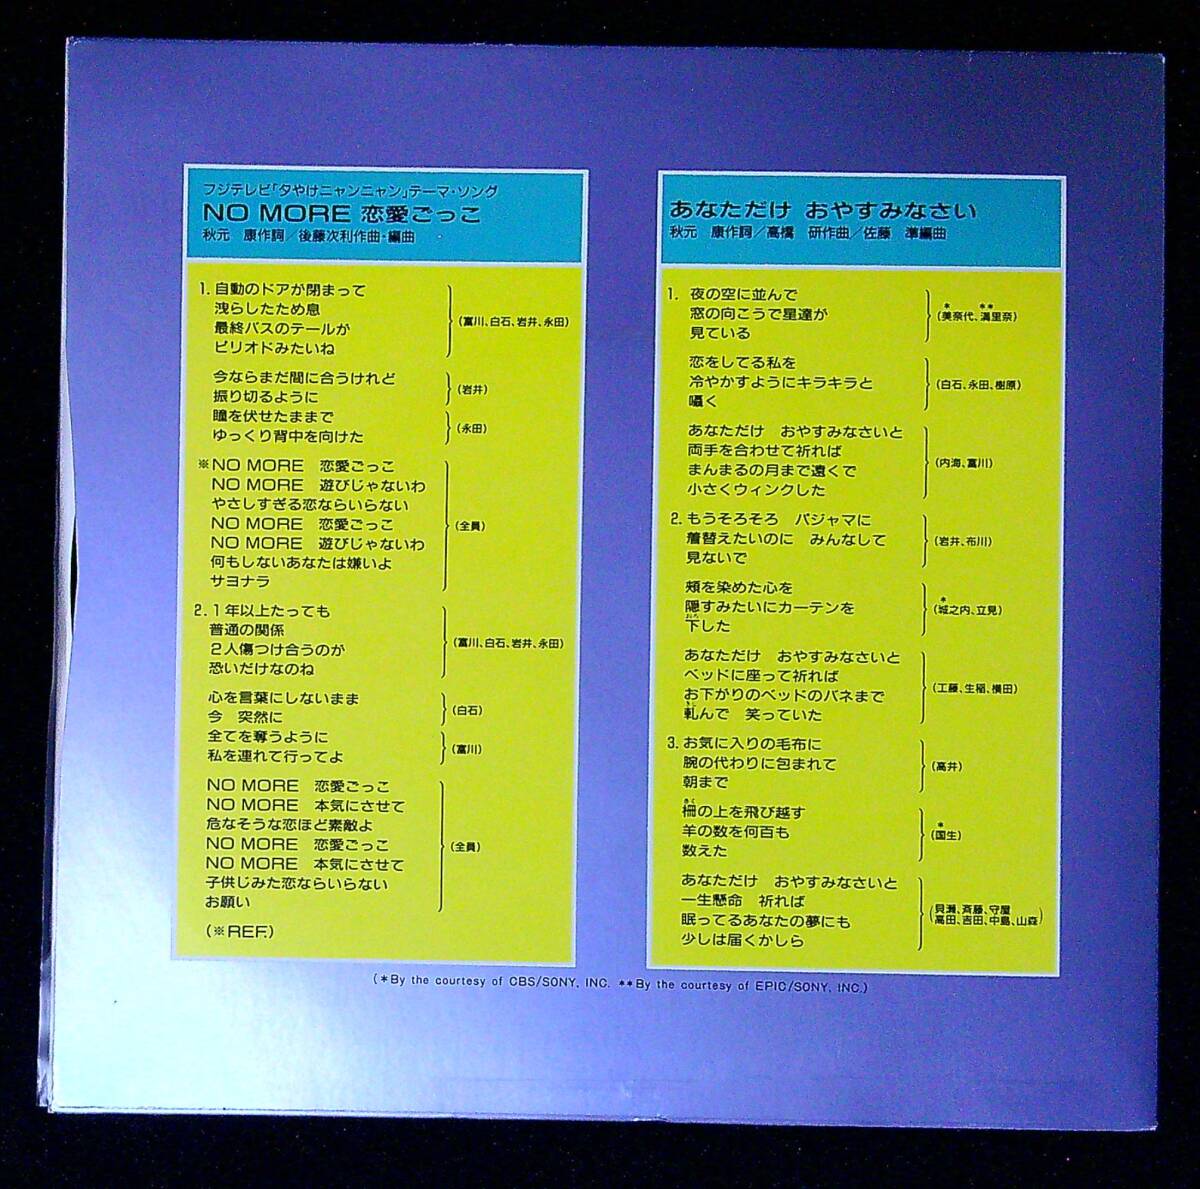 フジテレビ「夕やけニャンニャン」テーマ・ソング
NO MORE 恋愛ごっこ
秋元 康作詞／後藤次利作曲・編曲
1. 自動のドアが閉まって
洩らしたため息
最終バスのテールが
ピリオドみたいね
(富川、白石、岩井、永田)
今ならまだ間に合うけれど
振り切るように
(岩井)
瞳を伏せたままで
ゆっくり背中を向けた
(永田)
※NO MORE 恋愛ごっこ
NO MORE 遊びじゃないわ
やさしすぎる恋ならいらない
NO MORE 恋愛ごっこ
NO MORE 遊びじゃないわ
何もしないあなたは嫌いよ
サヨナラ
(全員)
2. 1年以上たっても
普通の関係
2人傷つけ合うのが
恐いだけなのね
(富川、白石、岩井、永田)
心を言葉にしないまま
今 突然に
(白石)
全てを奪うように
私を連れて行ってよ
(富川)
NO MORE 恋愛ごっこ
NO MORE 本気にさせて
危なそうな恋ほど素敵よ
NO MORE 恋愛ごっこ
NO MORE 本気にさせて
子供じみた恋ならいらない
お願い
(全員)
(※REF.)
あなただけ おやすみなさい
秋元 康作詞／高橋 研作曲／佐藤 準編曲
1. 夜の空に並んで
窓の向こうで星達が
見ている
(*美奈代、**満里奈)
恋をしてる私を
冷やかすようにキラキラと
囁く
(白石、永田、樹原)
あなただけ おやすみなさいと
両手を合わせて祈れば
まんまるの月まで遠くで
小さくウィンクした
(内海、富川)
2. もうそろそろ パジャマに
着替えたいのに みんなして
見ないで
(岩井、布川)
頬を染めた心を
隠すみたいにカーテンを
下した
(*城之内、立見)
あなただけ おやすみなさいと
ベッドに座って祈れば
お下がりのベッドのバネまで
軋んで 笑っていた
(工藤、生稲、横田)
3. お気に入りの毛布に
腕の代わりに包まれて
朝まで
(高井)
柵の上を飛び越す
羊の数を何百も
数えた
(*国生)
あなただけ おやすみなさいと
一生懸命 祈れば
眠ってるあなたの夢にも
少しは届くかしら
(貝瀬、斉藤、守屋
高田、吉田、中島、山森)
(*By the courtesy of CBS/SONY, INC. **By the courtesy of EPIC/SONY, INC.)